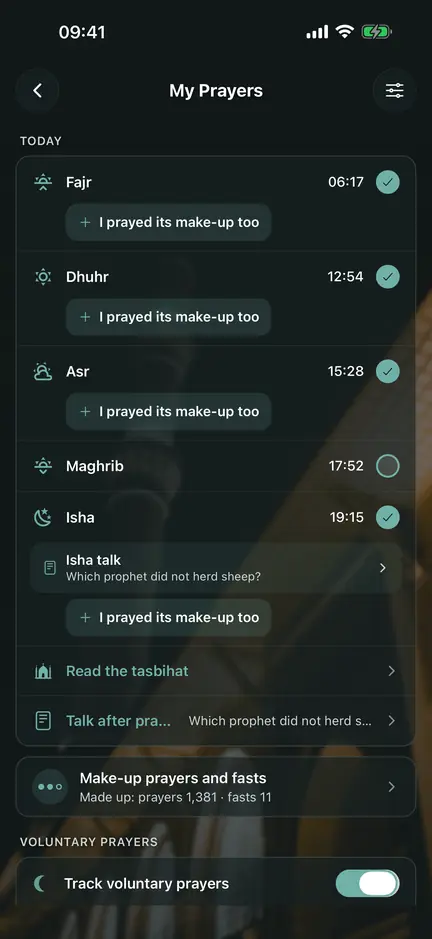 09:41
My Prayers
TODAY
Fajr 06:17
+ I prayed its make-up too
Dhuhr 12:54
+ I prayed its make-up too
Asr 15:28
+ I prayed its make-up too
Maghrib 17:52
Isha 19:15
Isha talk
Which prophet did not herd sheep?
+ I prayed its make-up too
Read the tasbihat
Talk after pra... Which prophet did not herd s...
Make-up prayers and fasts
Made up: prayers 1,381 · fasts 11
VOLUNTARY PRAYERS
Track voluntary prayers